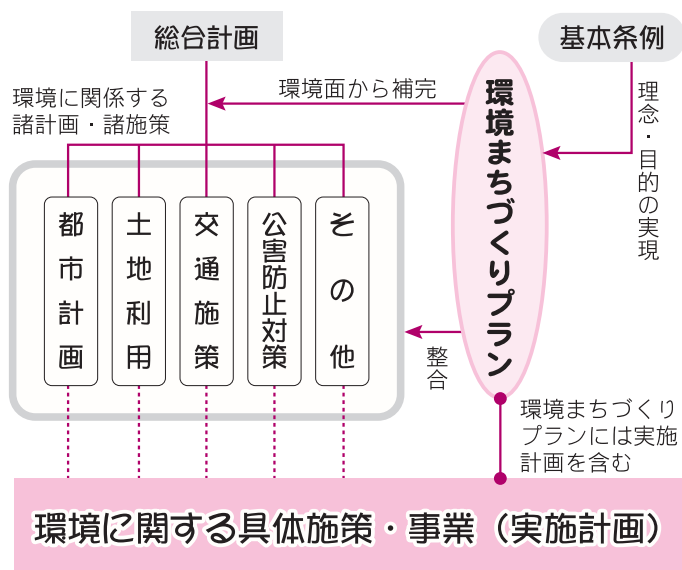 総合計画
基本条例
環境に関係する
諸計画・諸施策
環境面から補完
環境まちづくりプラン
理念・目的の実現
都市計画
土地利用
交通施策
公害防止対策
その他
整合
環境まちづくり
プランには実施
計画を含む
環境に関する具体施策・事業（実施計画）